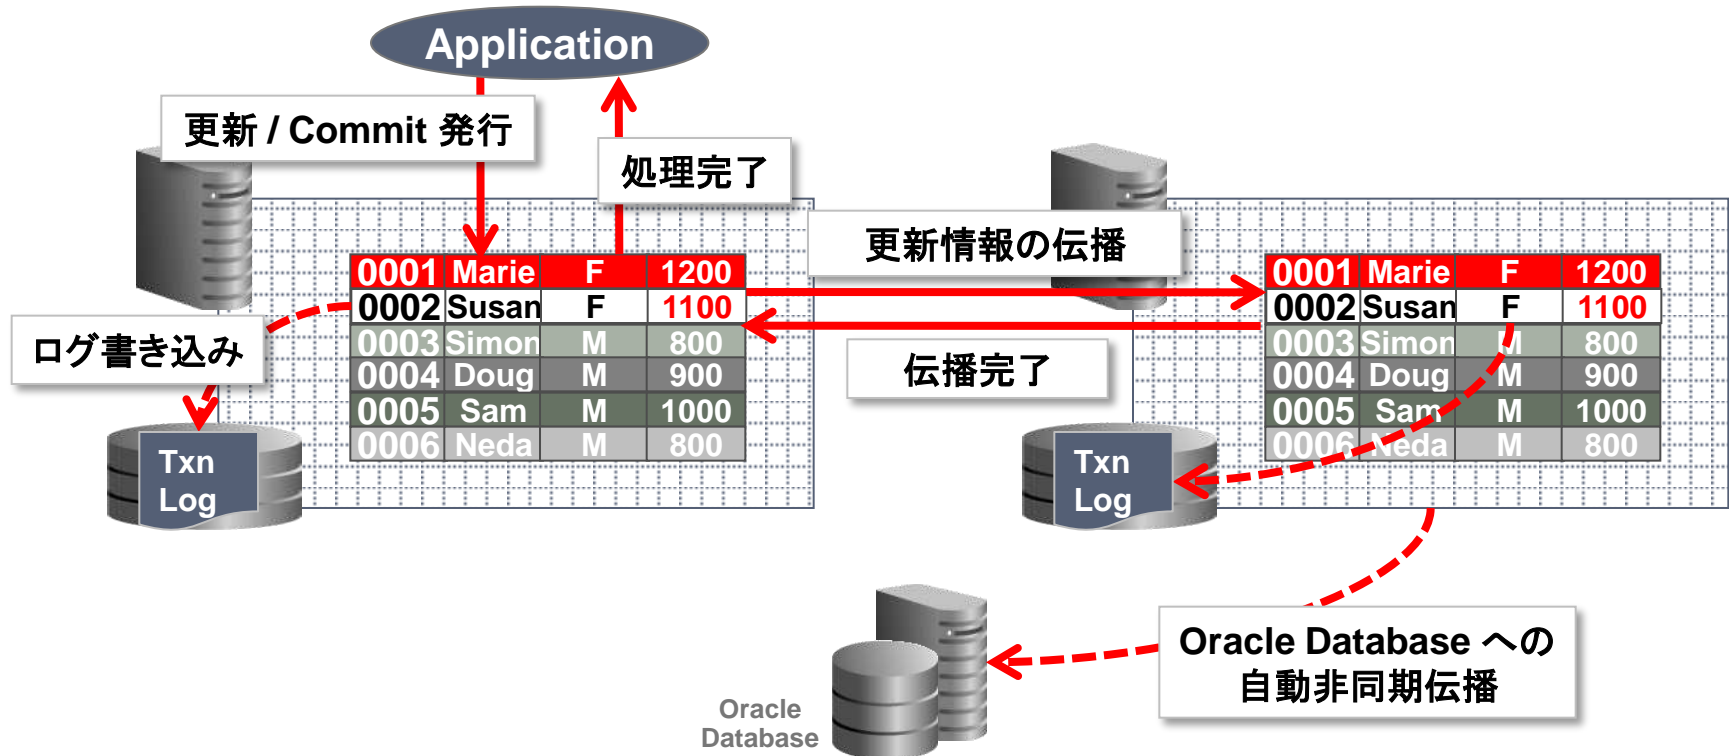 Application
更新 / Commit 発行
処理完了
更新情報の伝播
0001 Marie F 1200
0002 Susan F 1100
0003 Simon M 800
0004 Doug M 900
0005 Sam M 1000
0006 Neda M 800
ログ書き込み
伝播完了
0001 Marie F 1200
0002 Susan F 1100
0003 Simon M 800
0004 Doug M 900
0005 Sam M 1000
0006 Neda M 800
Txn
Log
Txn
Log
Oracle Database への
自動非同期伝播
Oracle
Database